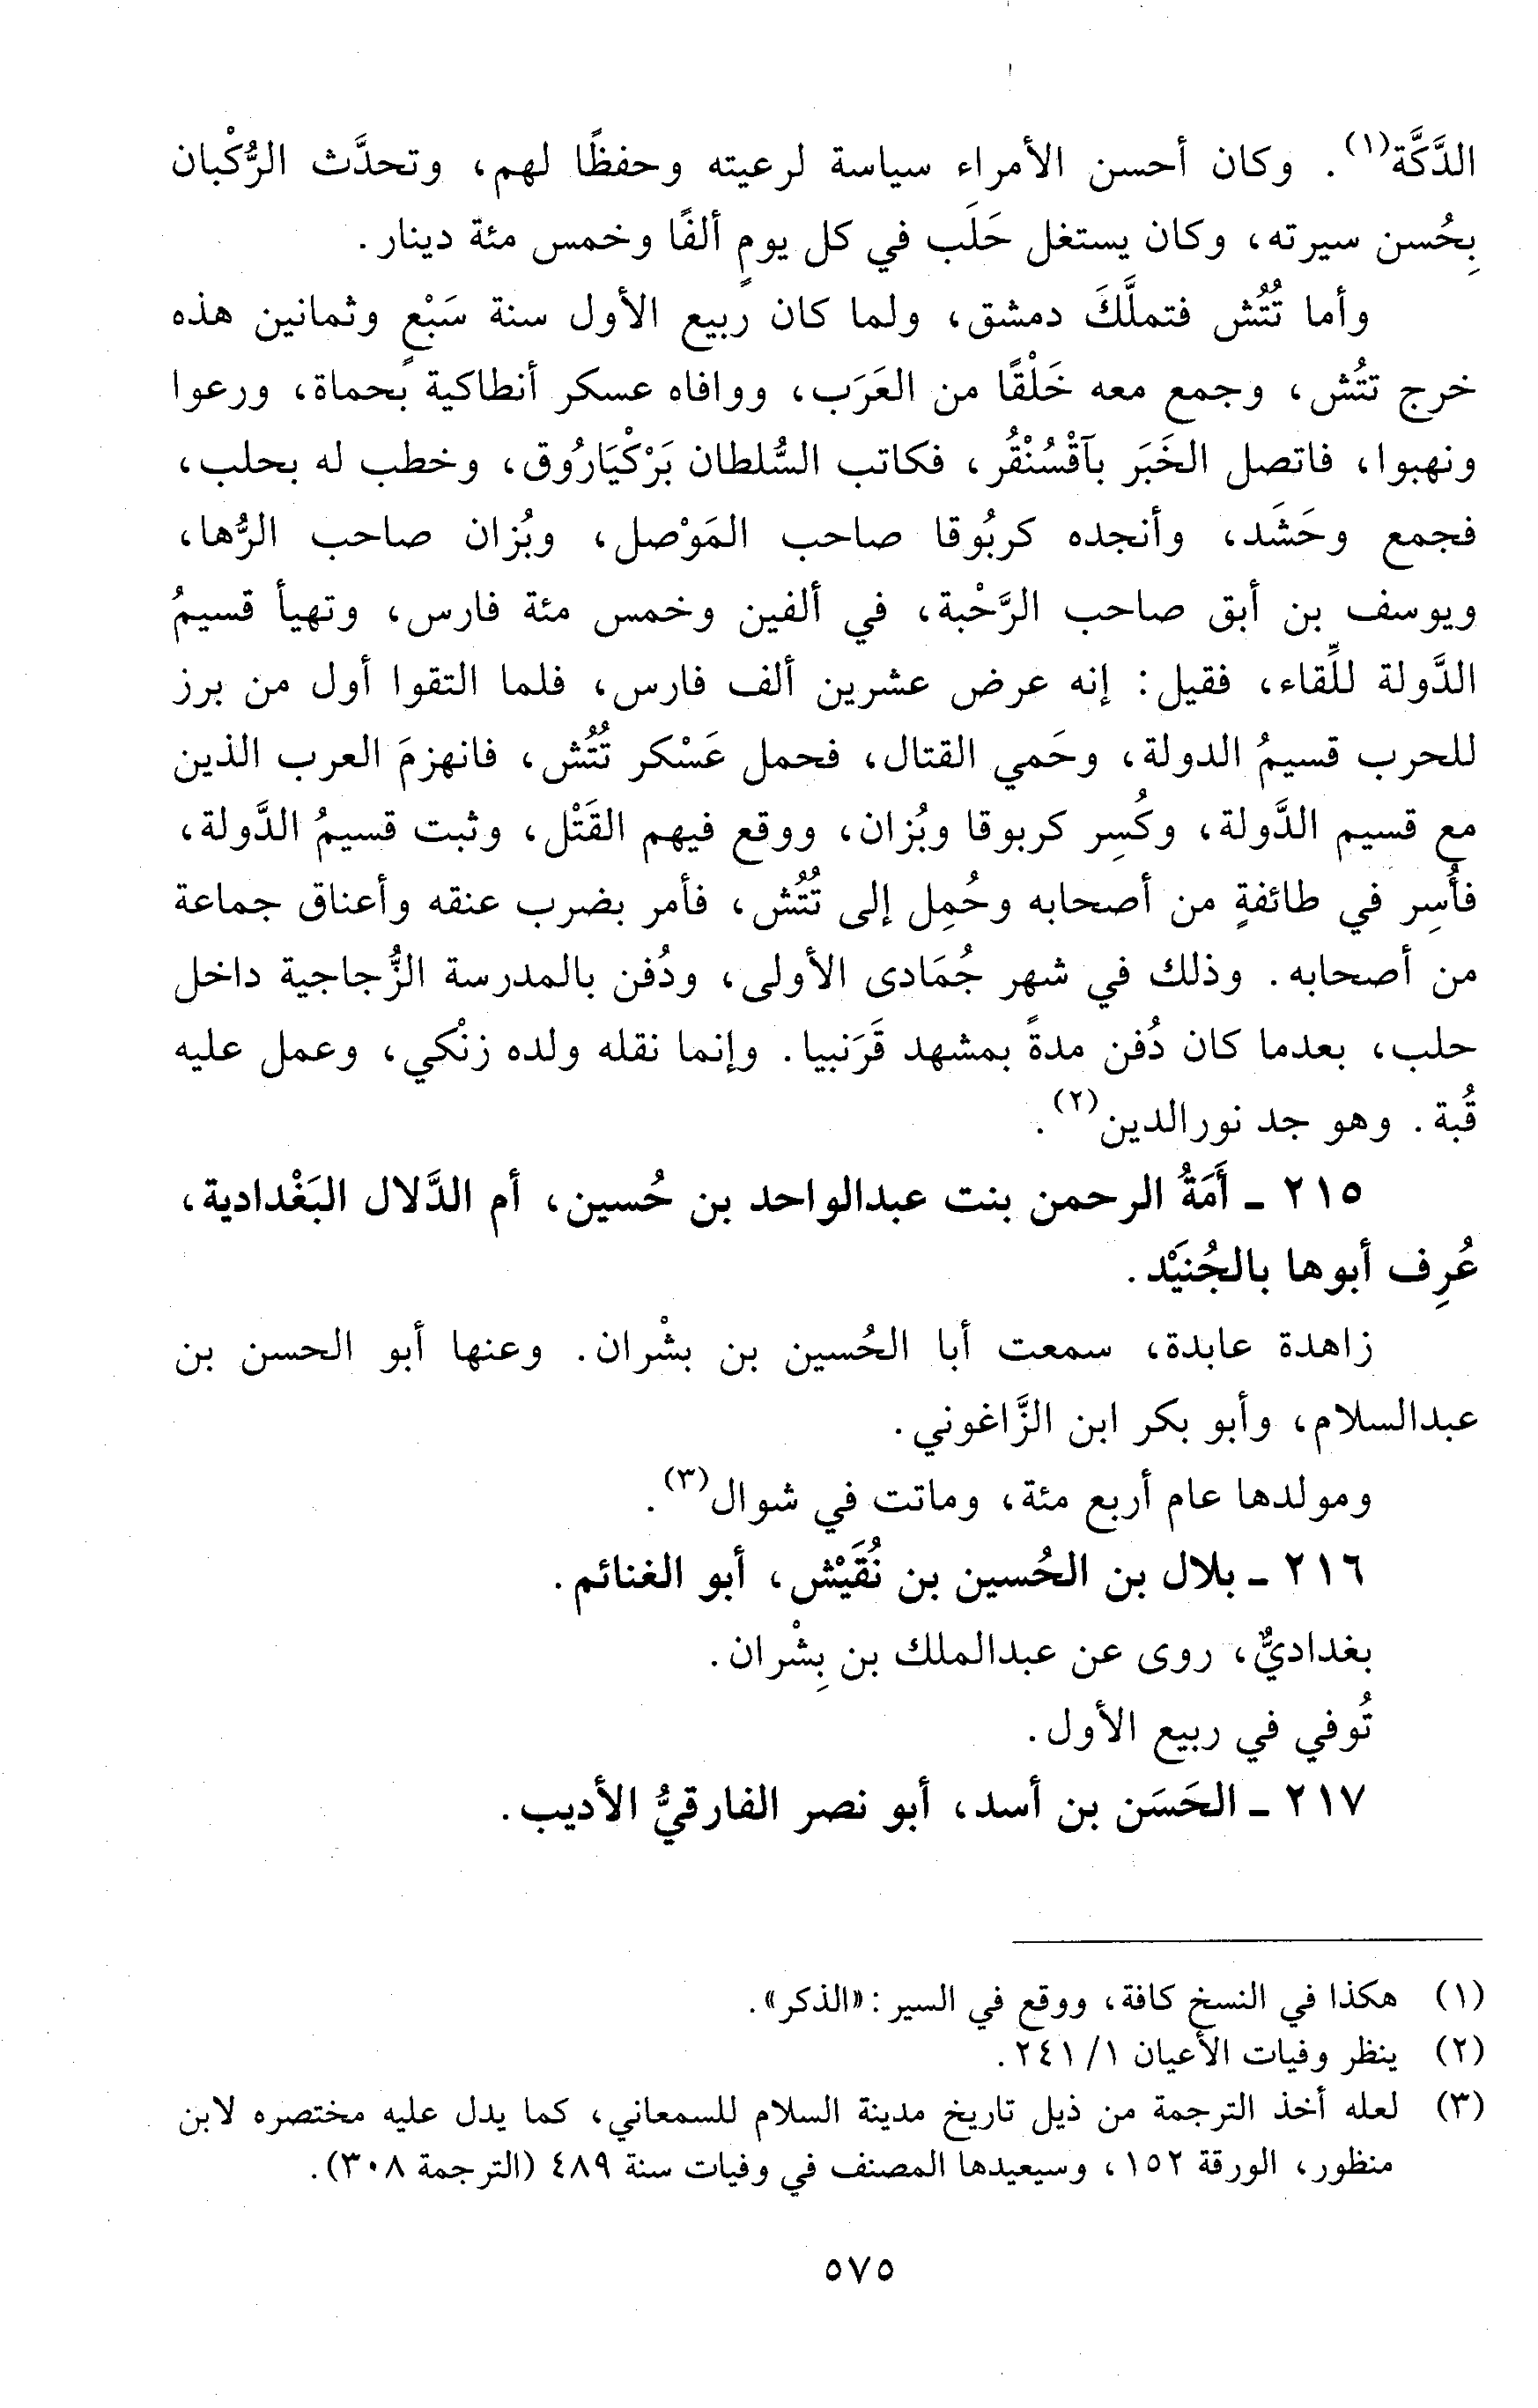 الدَّكَّة(١). وكان أحسن الأمراء سياسة لرعيته وحفظًا لهم، وتحدَّث الرُّكْبان
بِحُسن سيرته، وكان يستغل حَلَب في كل يومٍ ألفًا وخمس مئة دينار.
وأما تُتُش فتملَّكَ دمشق، ولما كان ربيع الأول سنة سَبْعٍ وثمانين هذه
خرج تتُش، وجمع معه خَلْقًا من العَرَب، ووافاه عسكر أنطاكية بحماة، ورعوا
ونهبوا، فاتصل الخَبَر بآقْسُنْقُر، فكاتب السُّلطان بَرْكْيَارُوق، وخطب له بحلب،
فجمع وحَشَد، وأنجده كربُوقا صاحب المَوْصل، وبُزان صاحب الرُّها،
ويوسف بن أبق صاحب الرَّحْبة، في ألفين وخمس مئة فارس، وتهيأ قسيمُ
الدَّولة للِّقاء، فقيل: إنه عرض عشرين ألف فارس، فلما التقوا أول من برز
للحرب قسيمُ الدولة، وحَمي القتال، فحمل عَسْكر تُتُش، فانهزمَ العرب الذين
مع قسيم الدَّولة، وكُسِر كربوقا وبُزان، ووقع فيهم القَتْل، وثبت قسيمُ الدَّولة،
فأُسِر في طائفةٍ من أصحابه وحُمِل إلى تُتُش، فأمر بضرب عنقه وأعناق جماعة
من أصحابه. وذلك في شهر جُمَادى الأولى، ودُفن بالمدرسة الزُّجاجية داخل
حلب، بعدما كان دُفن مدةً بمشهد قَرَنبيا. وإنما نقله ولده زنْكي، وعمل عليه
قُبة. وهو جد نورالدين(٢).
٢١٥ ـ أَمَةُ الرحمن بنت عبدالواحد بن حُسين، أم الدَّلال البَغْدادية،
عُرِف أبوها بالجُنَيْد.
زاهدة عابدة، سمعت أبا الحُسين بن بشْران. وعنها أبو الحسن بن
عبدالسلام، وأبو بكر ابن الزَّاغوني.
ومولدها عام أربع مئة، وماتت في شوال(٣).
٢١٦ ـ بلال بن الحُسين بن نُقَيْش، أبو الغنائم.
بغداديٌّ، روى عن عبدالملك بن بِشْران.
تُوفي في ربيع الأول.
٢١٧ ـ الحَسَن بن أسد، أبو نصر الفارقيُّ الأديب.
(١) هكذا في النسخ كافة، ووقع في السير: «الذكر».
(٢) ينظر وفيات الأعيان ١/ ٢٤١.
(٣) لعله أخذ الترجمة من ذيل تاريخ مدينة السلام للسمعاني، كما يدل عليه مختصره لابن
منظور، الورقة ١٥٢، وسيعيدها المصنف في وفيات سنة ٤٨٩ (الترجمة ٣٠٨).
٥٧٥